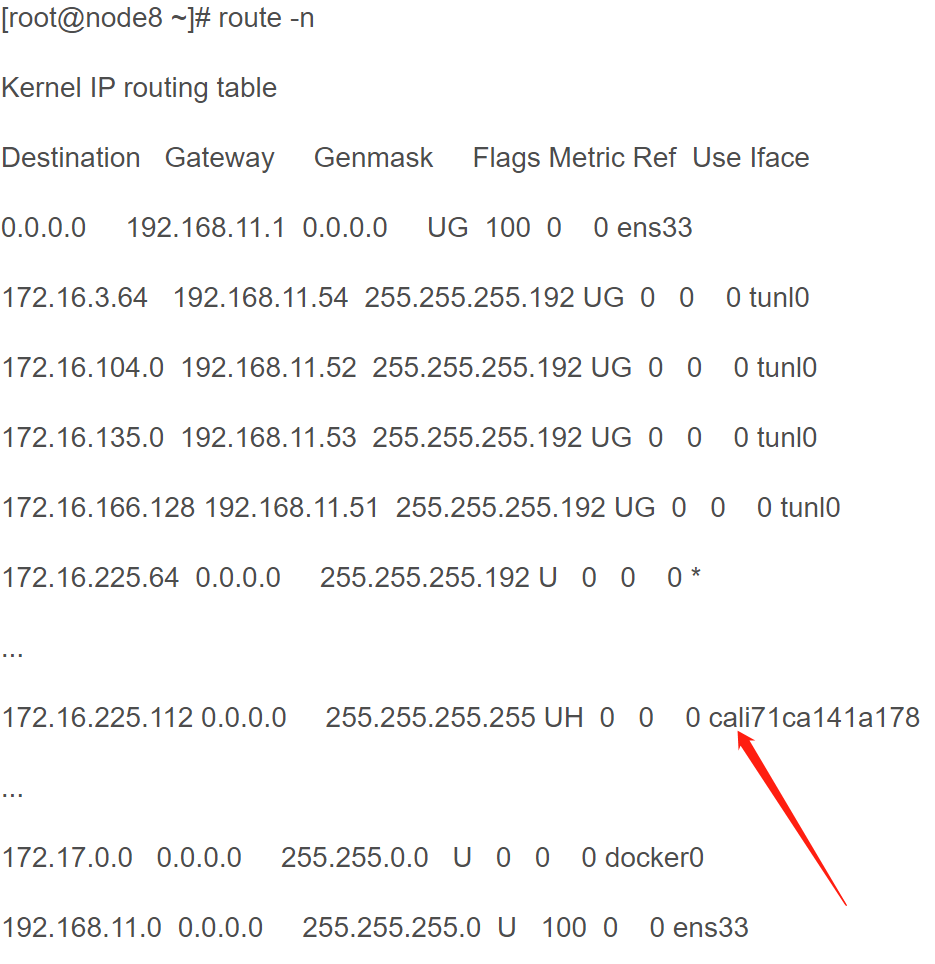 [root@node8 ~]# route -n
Kernel IP routing table
Destination Gateway Genmask Flags Metric Ref Use Iface
0.0.0.0 192.168.11.1 0.0.0.0 UG 100 0 0 ens33
172.16.3.64 192.168.11.54 255.255.255.192 UG 0 0 0 tunl0
172.16.104.0 192.168.11.52 255.255.255.192 UG 0 0 0 tunl0
172.16.135.0 192.168.11.53 255.255.255.192 UG 0 0 0 tunl0
172.16.166.128 192.168.11.51 255.255.255.192 UG 0 0 0 tunl0
172.16.225.64 0.0.0.0 255.255.255.192 U 0 0 0 *
...
172.16.225.112 0.0.0.0 255.255.255.255 UH 0 0 0 cali71ca141a178
...
172.17.0.0 0.0.0.0 255.255.0.0 U 0 0 0 docker0
192.168.11.0 0.0.0.0 255.255.255.0 U 100 0 0 ens33